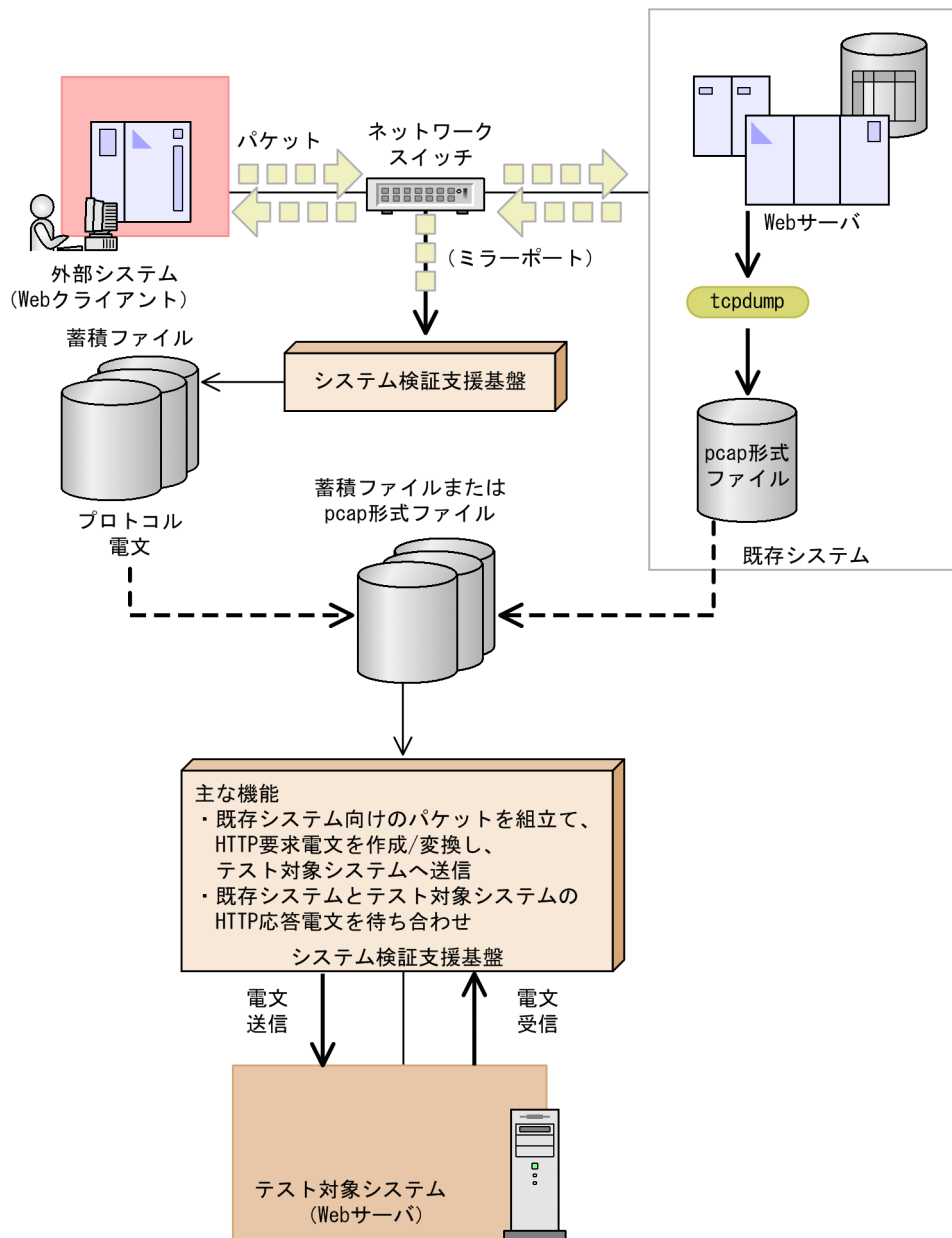 パケット
ネットワーク
スイッチ
Webサーバ
(ミラーポート)
外部システム
(Webクライアント)
tcpdump
蓄積ファイル
システム検証支援基盤
pcap形式
ファイル
蓄積ファイルまたは
pcap形式ファイル
プロトコル
電文
既存システム
主な機能
・既存システム向けのパケットを組立て、
HTTP要求電文を作成/変換し、
テスト対象システムへ送信
・既存システムとテスト対象システムの
HTTP応答電文を待ち合わせ
システム検証支援基盤
電文
送信
電文
受信
テスト対象システム
(Webサーバ)